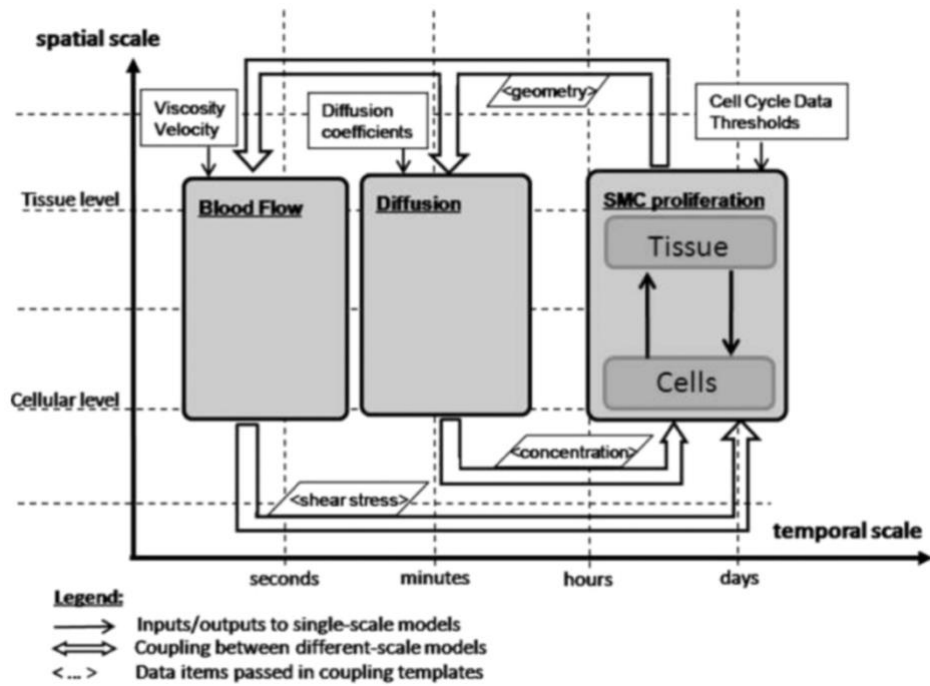 spatial scale
<geometry>
Viscosity
Velocity
Diffusion
coefficients
Cell Cycle Data
Thresholds
Tissue level
Blood Flow
Diffusion
SMC proliferation
Tissue
Cells
Cellular level
<concentration>
<shear stress>
temporal scale
seconds
minutes
hours
days
Legend:
Inputs/outputs to single-scale models
Coupling between different-scale models
< ... > Data items passed in coupling templates